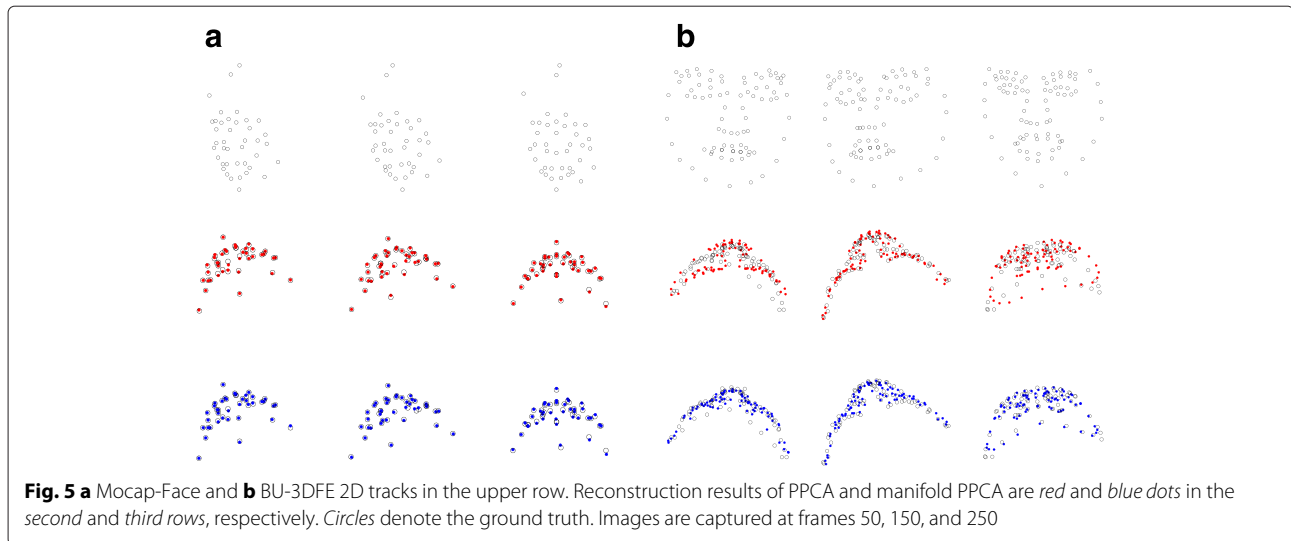 a
b
Fig. 5 a Mocap-Face and b BU-3DFE 2D tracks in the upper row. Reconstruction results of PPCA and manifold PPCA are red and blue dots in the
second and third rows, respectively. Circles denote the ground truth. Images are captured at frames 50, 150, and 250